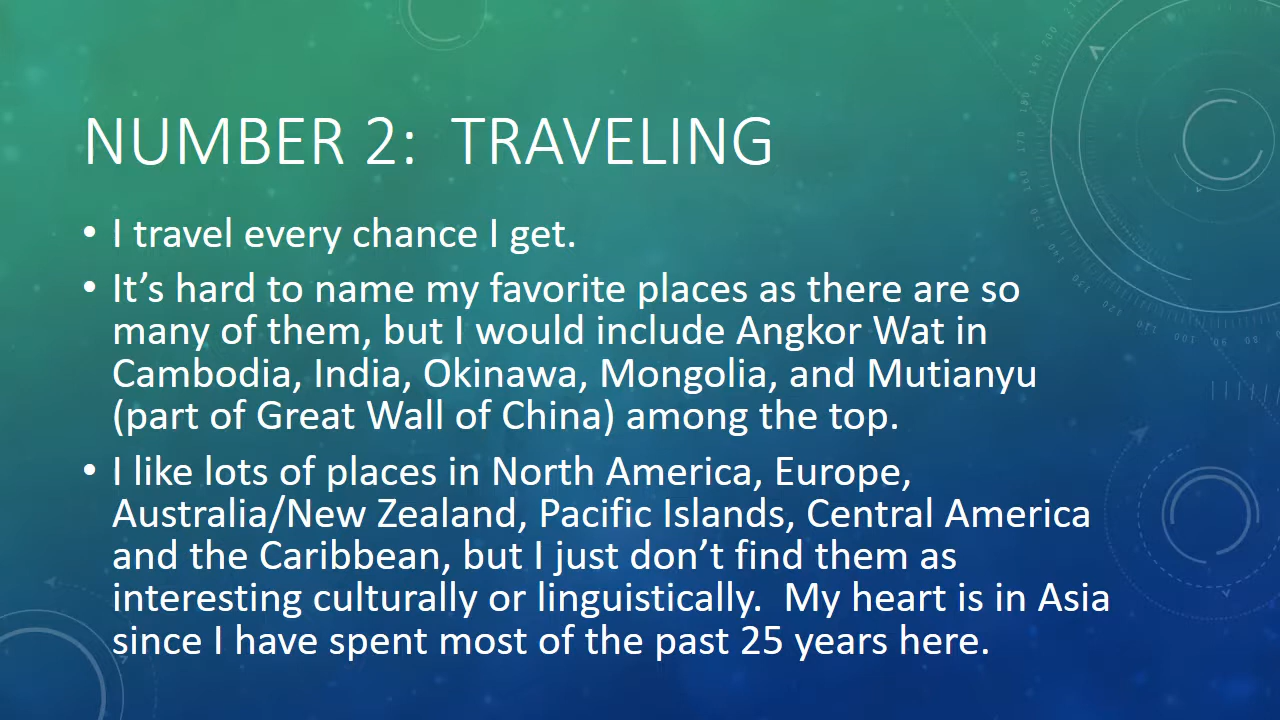 NUMBER 2:  TRAVELING
• I travel every chance I get.
• It’s hard to name my favorite places as there are so
many of them, but I would include Angkor Wat in
Cambodia, India, Okinawa, Mongolia, and Mutianyu
(part of Great Wall of China) among the top.
• I like lots of places in North America, Europe,
Australia/New Zealand, Pacific Islands, Central America
and the Caribbean, but I just don’t find them as
interesting culturally or linguistically.  My heart is in Asia
since I have spent most of the past 25 years here.